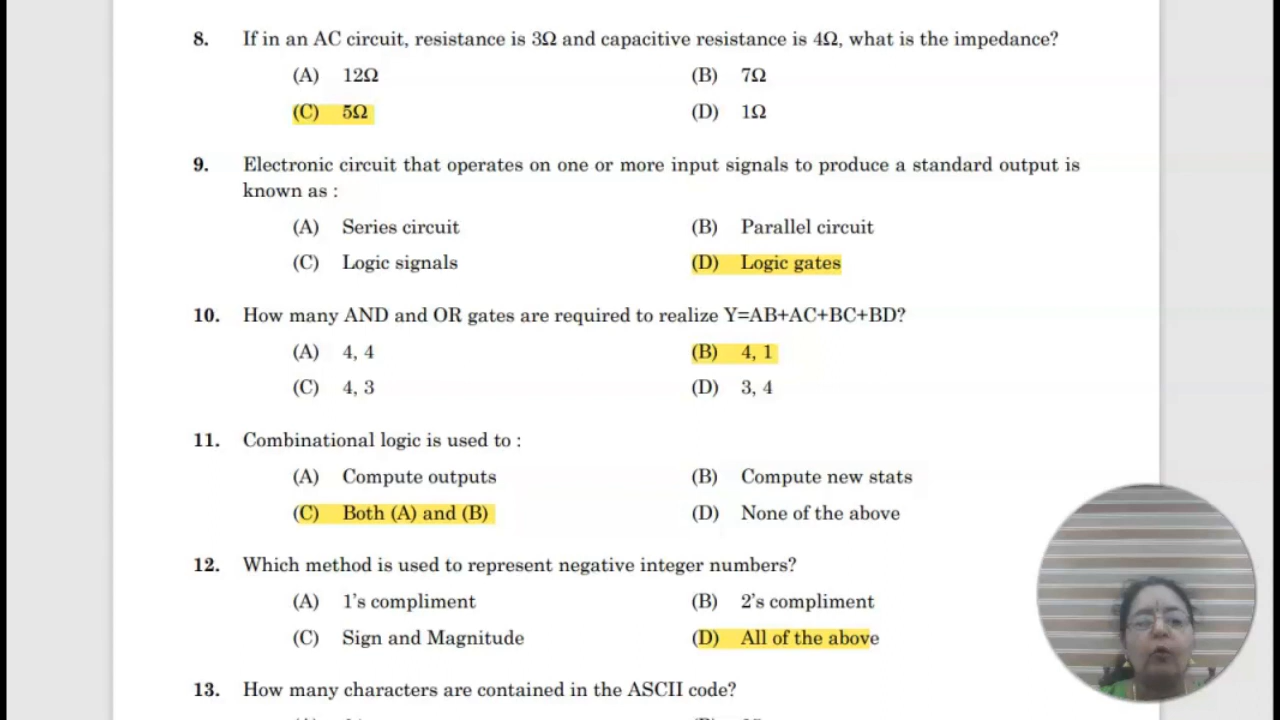 8. If in an AC circuit, resistance is 3Ω and capacitive resistance is 4Ω, what is the impedance?
(A) 12Ω (B) 7Ω
(C) 5Ω (D) 1Ω
9. Electronic circuit that operates on one or more input signals to produce a standard output is
known as :
(A) Series circuit (B) Parallel circuit
(C) Logic signals (D) Logic gates
10. How many AND and OR gates are required to realize Y=AB+AC+BC+BD?
(A) 4, 4 (B) 4, 1
(C) 4, 3 (D) 3, 4
11. Combinational logic is used to :
(A) Compute outputs (B) Compute new stats
(C) Both (A) and (B) (D) None of the above
12. Which method is used to represent negative integer numbers?
(A) 1's compliment (B) 2's compliment
(C) Sign and Magnitude (D) All of the above
13. How many characters are contained in the ASCII code?